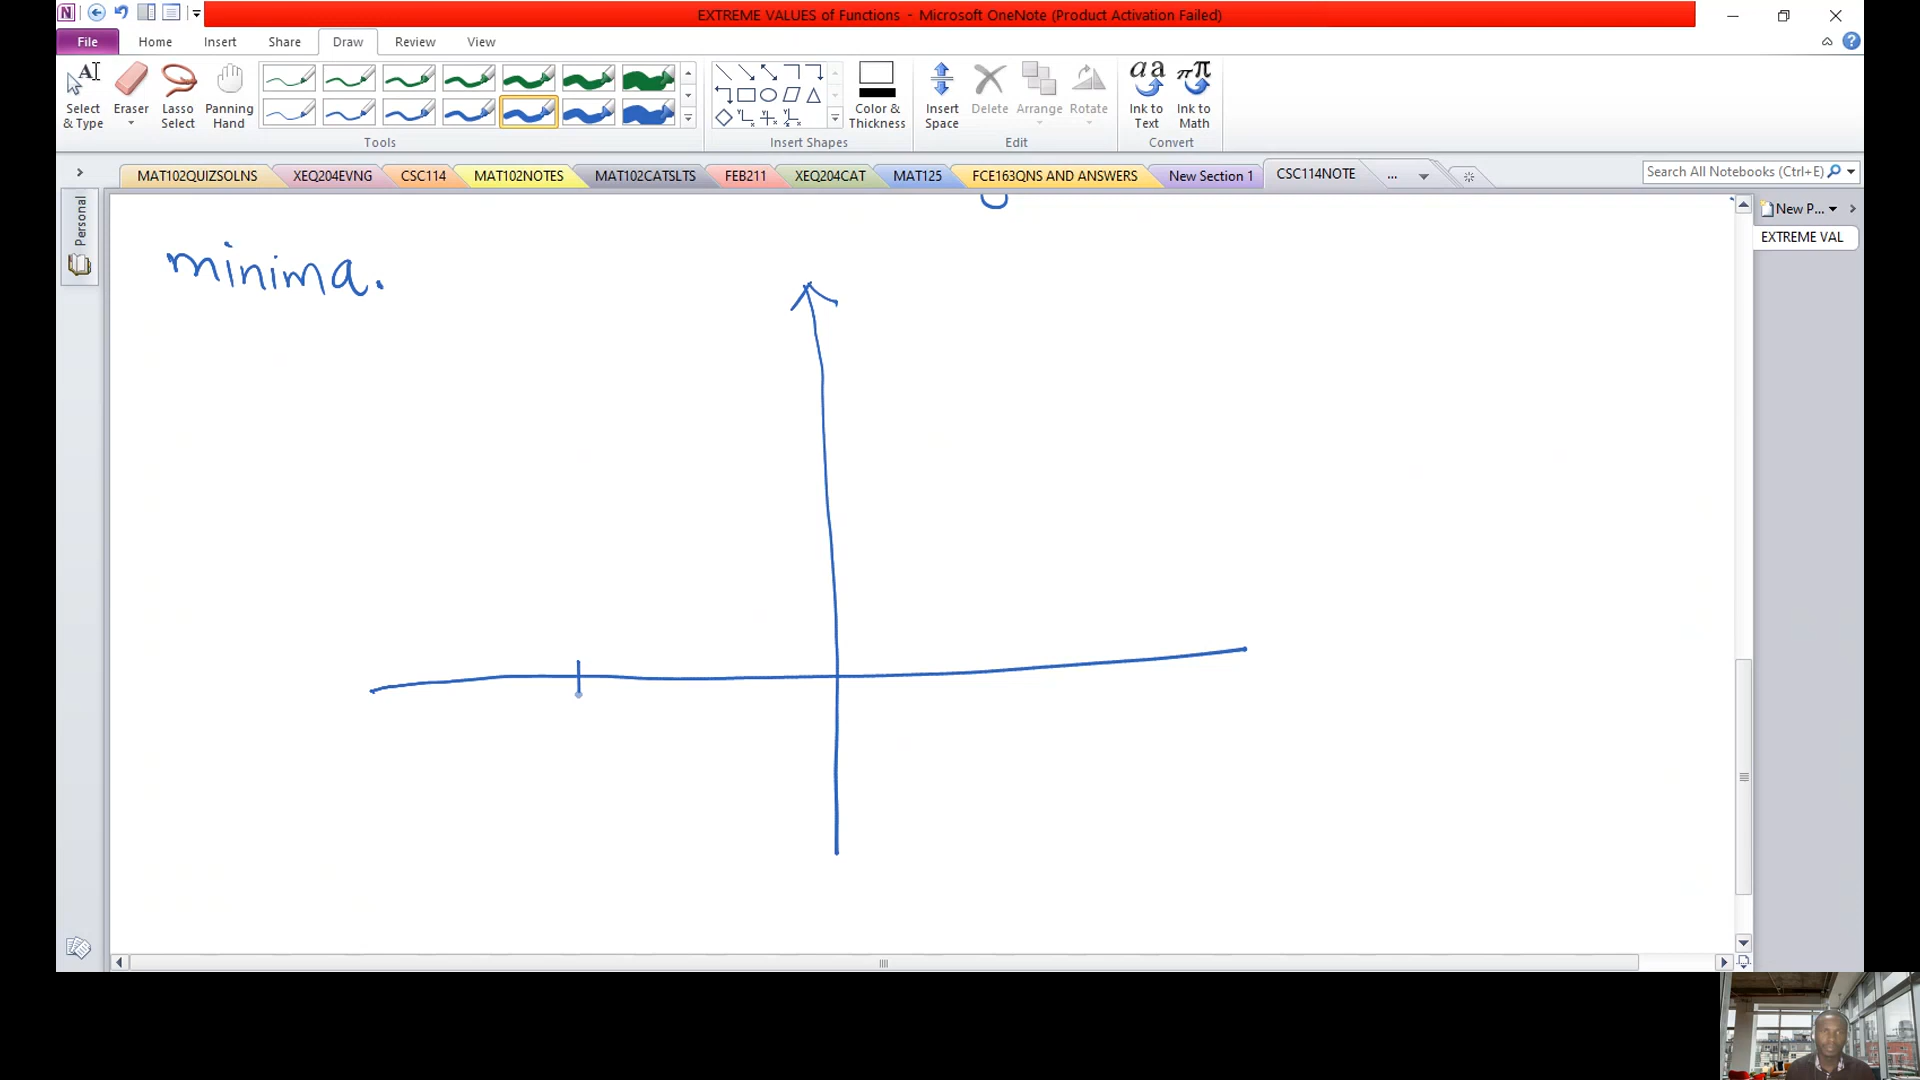 EXTREME VALUES of Functions - Microsoft OneNote (Product Activation Failed)
File Home Insert Share Draw Review View
Select & Type
Eraser
Lasso Select
Panning Hand
Color & Thickness
Insert Space
Delete
Arrange
Rotate
Ink to Text
Ink to Math
Tools Insert Shapes Edit Convert
MAT102QUIZSOLNS XEQ204EVNG CSC114 MAT102NOTES MAT102CATSLTS FEB211 XEQ204CAT MAT125 FCE163QNS AND ANSWERS New Section 1 CSC114NOTE ... Search All Notebooks (Ctrl+E)
Personal
New P...
EXTREME VAL
minima.